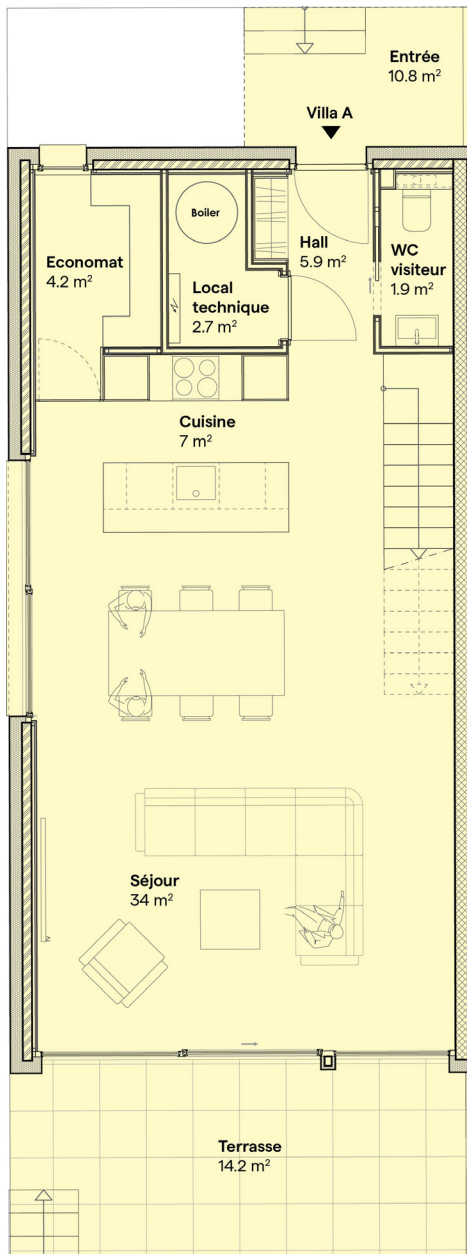 Entrée
10.8 m²
Villa A
Boiler
Hall
5.9 m²
Economat
4.2 m²
WC
visiteur
1.9 m²
Local
technique
2.7 m²
Cuisine
7 m²
Séjour
34 m²
TV
Terrasse
14.2 m²